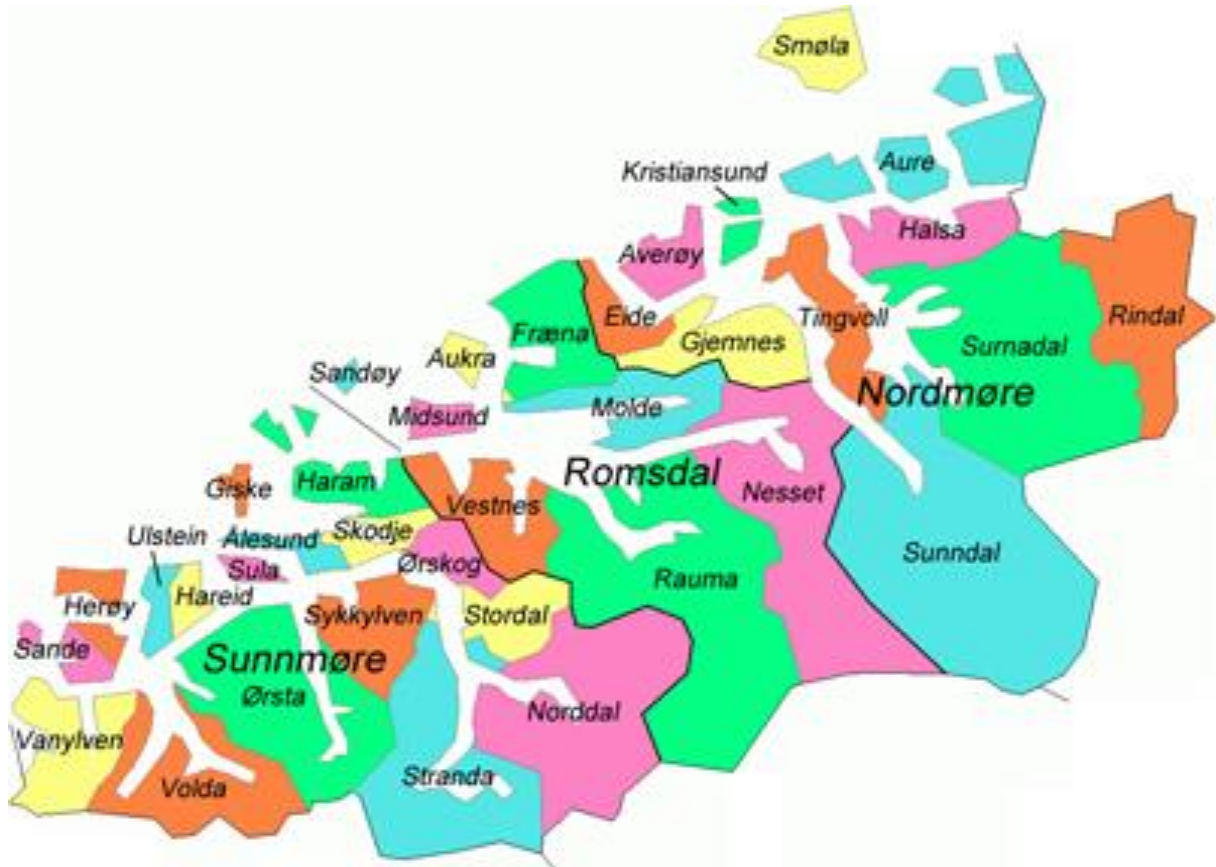 Smøla
Aure
Kristiansund
Halsa
Averøy
Eide
Tingvoll
Rindal
Fræna
Gjemnes
Surnadal
Aukra
Sandøy
Nordmøre
Midsund
Molde
Romsdal
Haram
Giske
Vestnes
Nesset
Skodje
Ulstein
Ålesund
Sunndal
Sula
Ørskog
Rauma
Hareid
Herøy
Sykkylven
Stordal
Sande
Sunnmøre
Ørsta
Norddal
Vanylven
Volda
Stranda